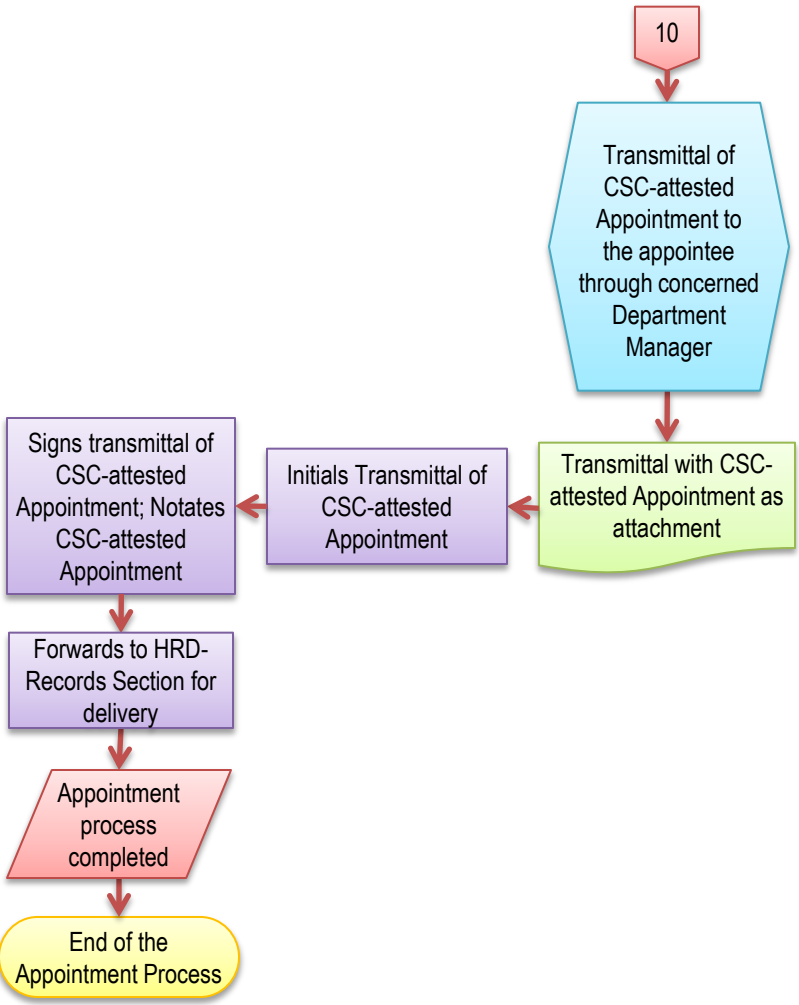 10
Transmittal of
CSC-attested
Appointment to
the appointee
through concerned
Department
Manager
Transmittal with CSC-
attested Appointment as
attachment
Initials Transmittal of
CSC-attested
Appointment
Signs transmittal of
CSC-attested
Appointment; Notates
CSC-attested
Appointment
Forwards to HRD-
Records Section for
delivery
Appointment
process
completed
End of the
Appointment Process